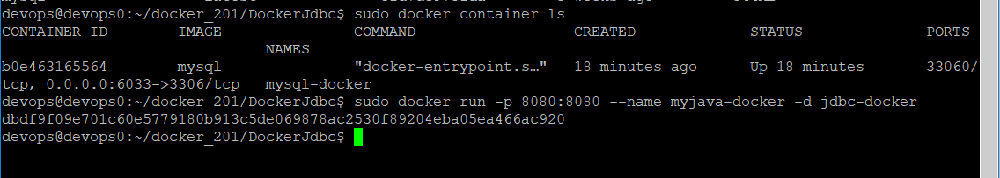 devops@devops0:~/docker_201/DockerJdbc$ sudo docker container ls
CONTAINER ID        IMAGE               COMMAND                  CREATED             STATUS              PORTS
                              NAMES
b0e463165564        mysql               "docker-entrypoint.s…"   18 minutes ago      Up 18 minutes       33060/
tcp, 0.0.0.0:6033->3306/tcp   mysql-docker
devops@devops0:~/docker_201/DockerJdbc$ sudo docker run -p 8080:8080 --name myjava-docker -d jdbc-docker
dbdf9f09e701c60e5779180b913c5de069878ac2530f89204eba05ea466ac920
devops@devops0:~/docker_201/DockerJdbc$